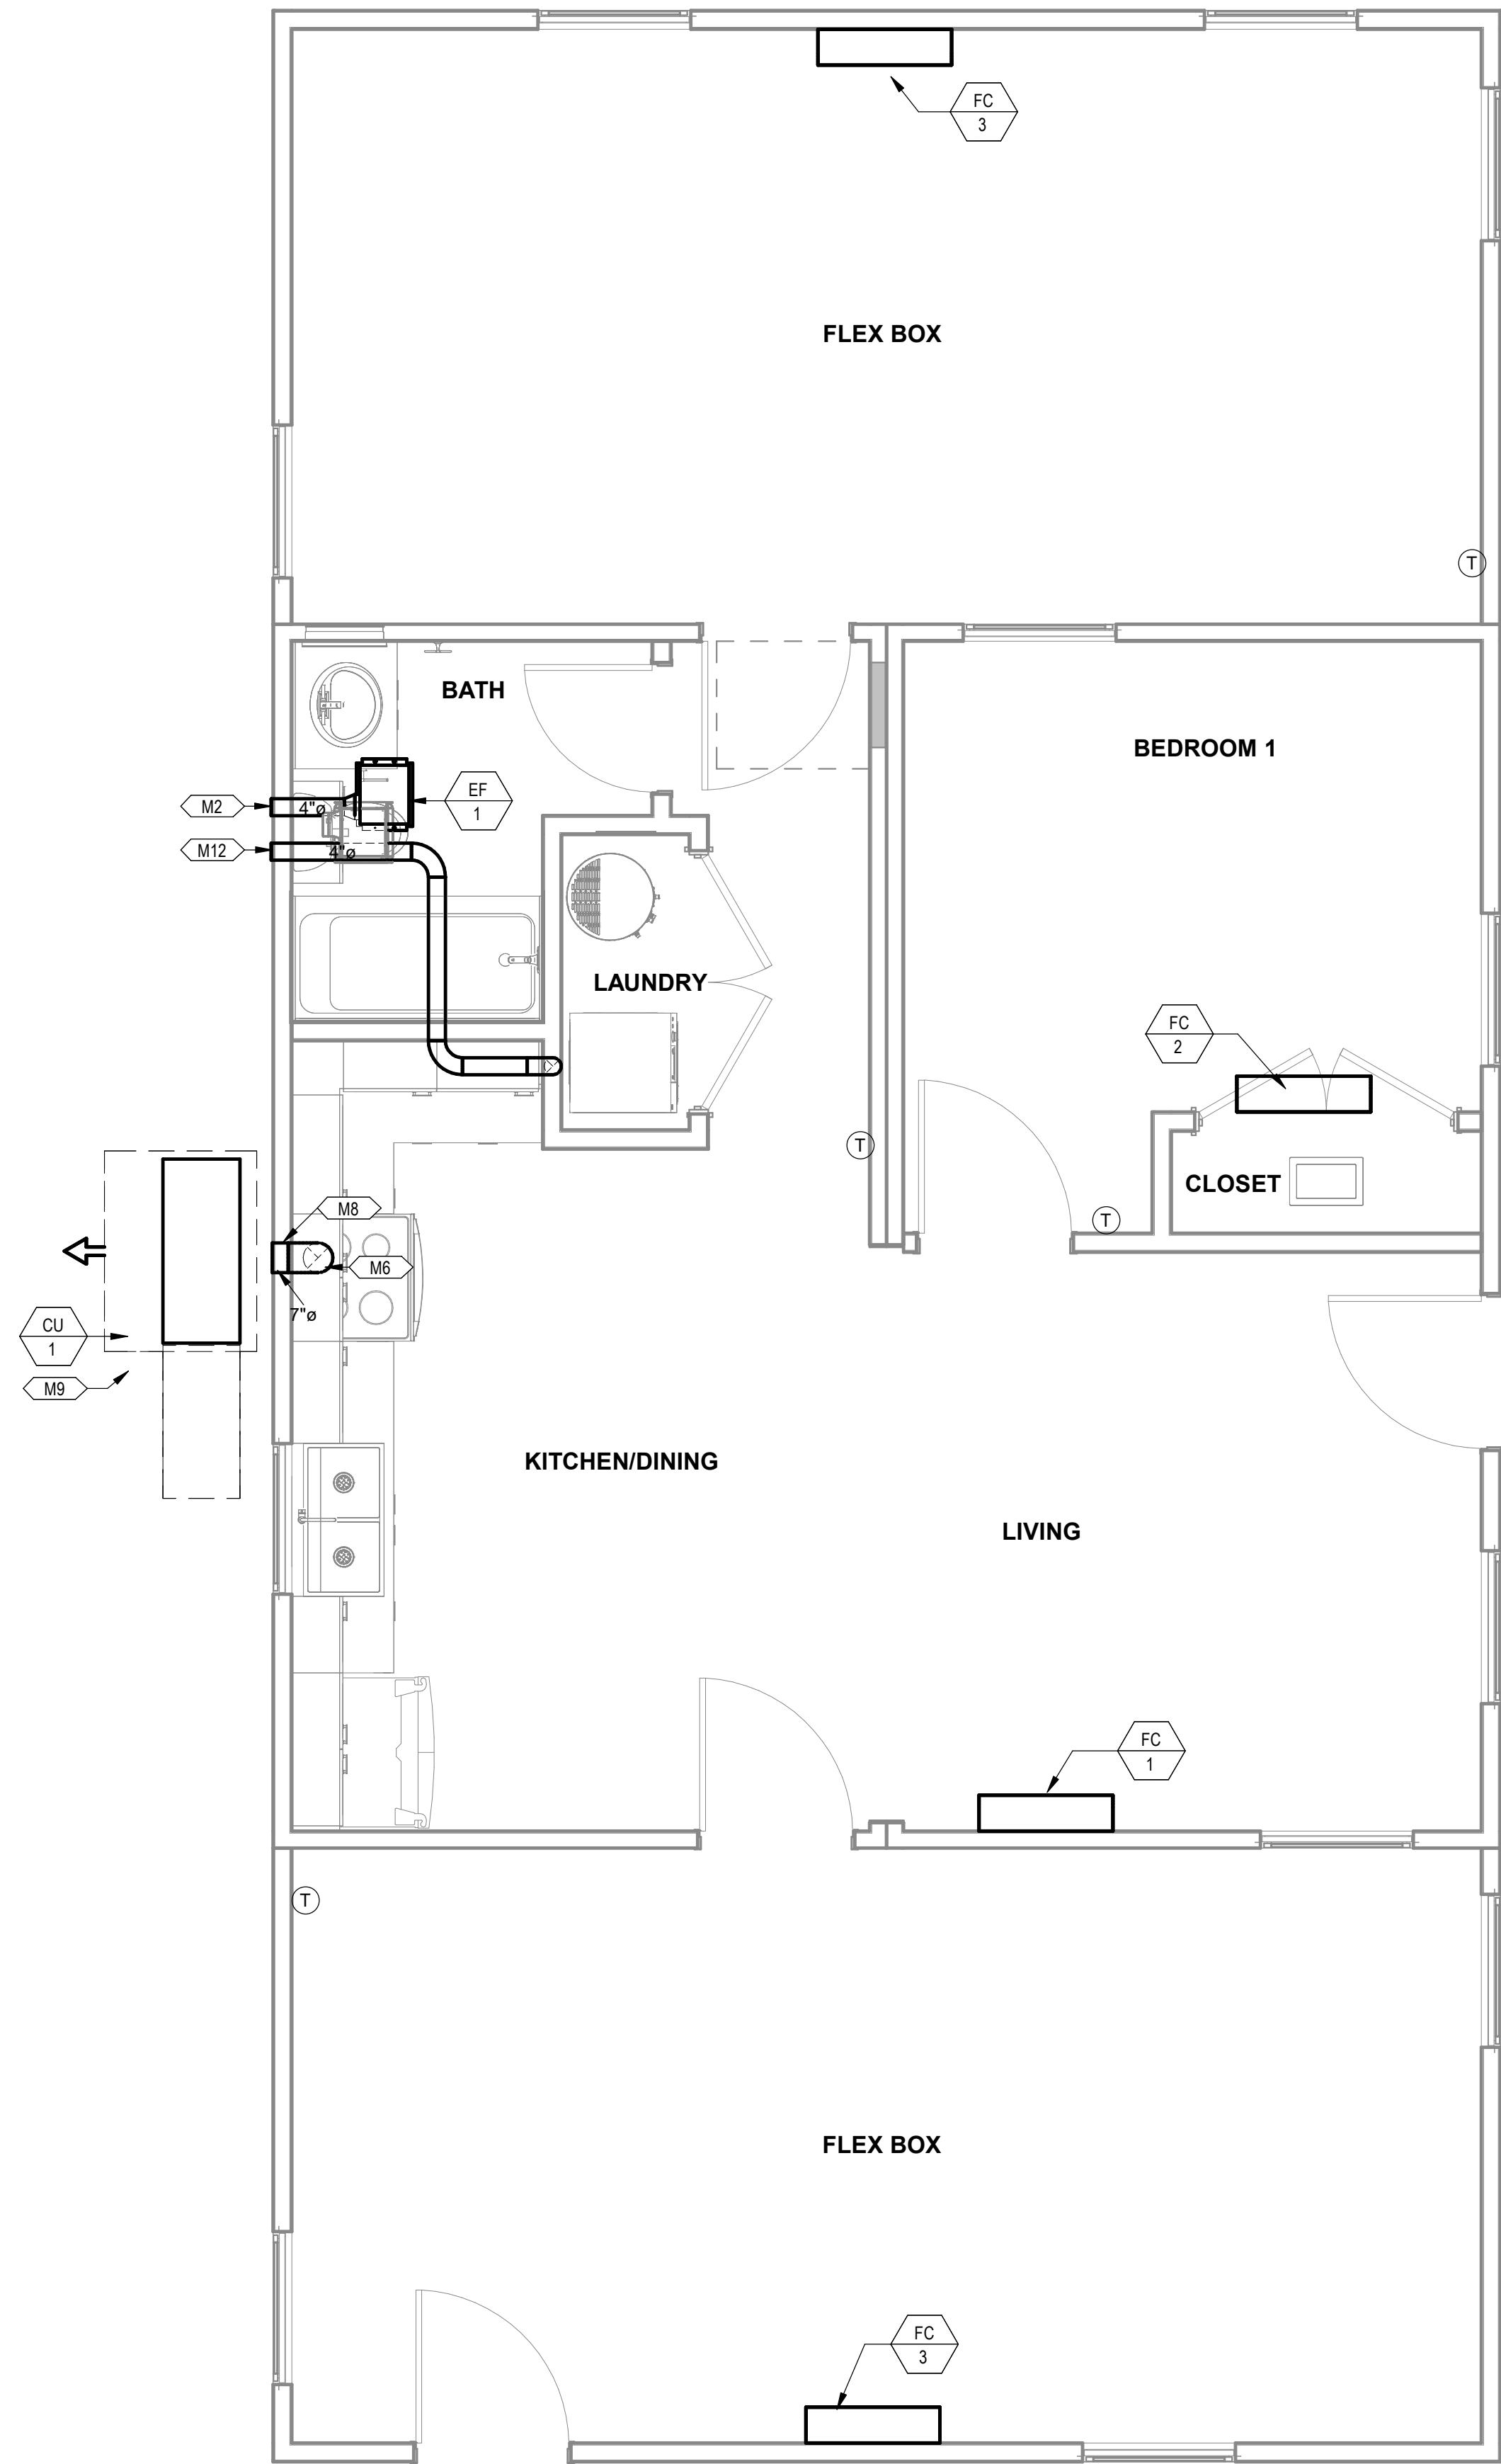 FC
3
FLEX BOX
T
BATH
BEDROOM 1
EF
1
M2
4"ø
M12
4"ø
LAUNDRY
FC
2
T
CLOSET
M8
T
M6
7"ø
CU
1
M9
KITCHEN/DINING
LIVING
FC
1
T
FLEX BOX
FC
3